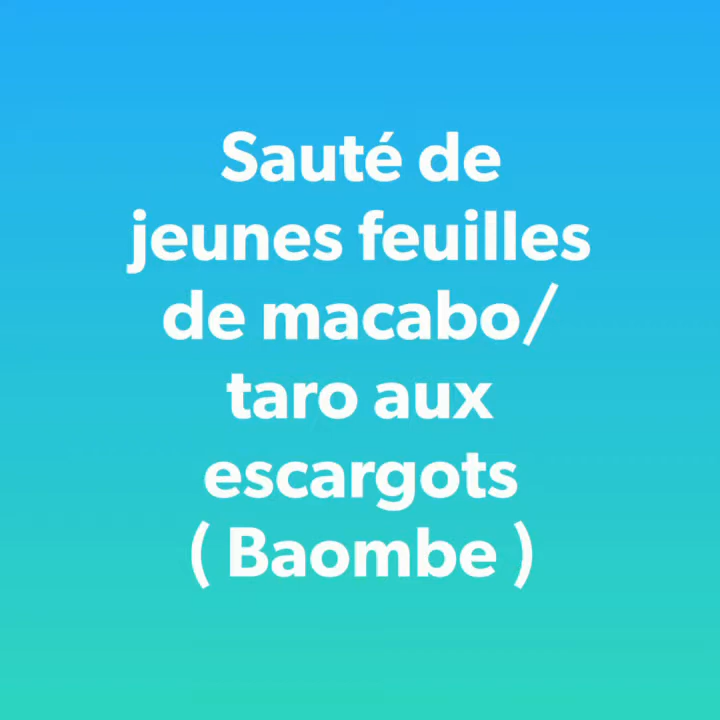 Sauté de
jeunes feuilles
de macabo/
taro aux
escargots
( Baombe )